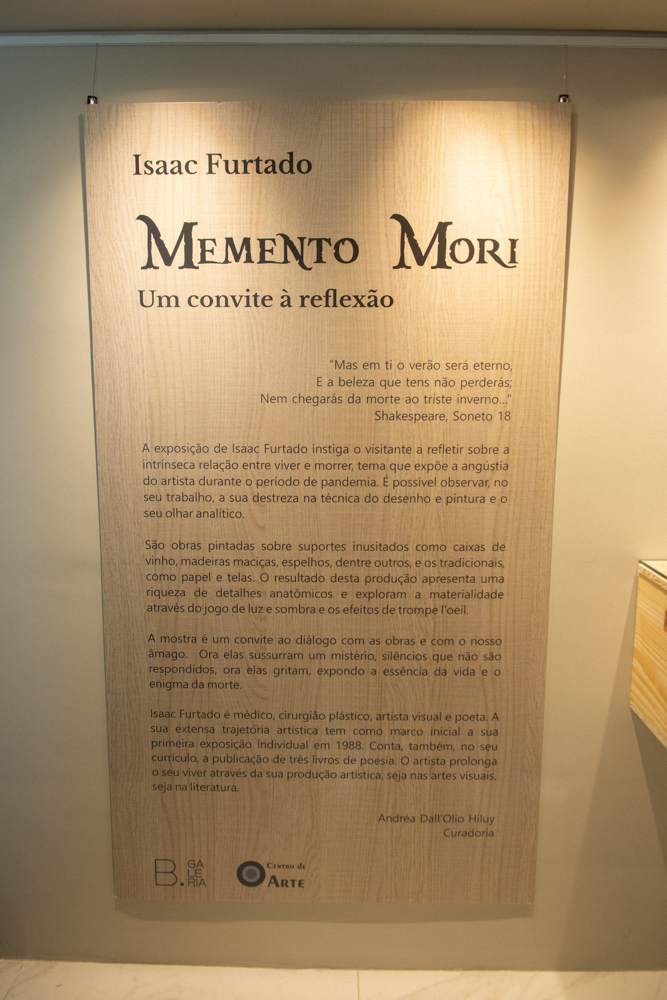 Isaac Furtado
Memento Mori
Um convite à reflexão
"Mas em ti o verão será eterno,
E a beleza que tens não perderás;
Nem chegarás da morte ao triste inverno..."
Shakespeare, Soneto 18
A exposição de Isaac Furtado instiga o visitante a refletir sobre a
intrínseca relação entre viver e morrer, tema que expõe a angústia
do artista durante o período de pandemia. É possível observar, no
seu trabalho, a sua destreza na técnica do desenho e pintura e o
seu olhar analítico.
São obras pintadas sobre suportes inusitados como caixas de
vinho, madeiras maciças, espelhos, dentre outros, e os tradicionais,
como papel e telas. O resultado desta produção apresenta uma
riqueza de detalhes anatômicos e exploram a materialidade
através do jogo de luz e sombra e os efeitos de trompe l'oeil.
A mostra é um convite ao diálogo com as obras e com o nosso
âmago. Ora elas sussurram um mistério, silêncios que não são
respondidos, ora elas gritam, expondo a essência da vida e o
enigma da morte.
Isaac Furtado é médico, cirurgião plástico, artista visual e poeta. A
sua extensa trajetória artística tem como marco inicial a sua
primeira exposição individual em 1988. Conta, também, no seu
currículo, a publicação de três livros de poesia. O artista prolonga
o seu viver através da sua produção artística, seja nas artes visuais,
seja na literatura.
Andréa Dall'Olio Hiluy
Curadoria
B. GA
LE
RIA
Centro de
Arte